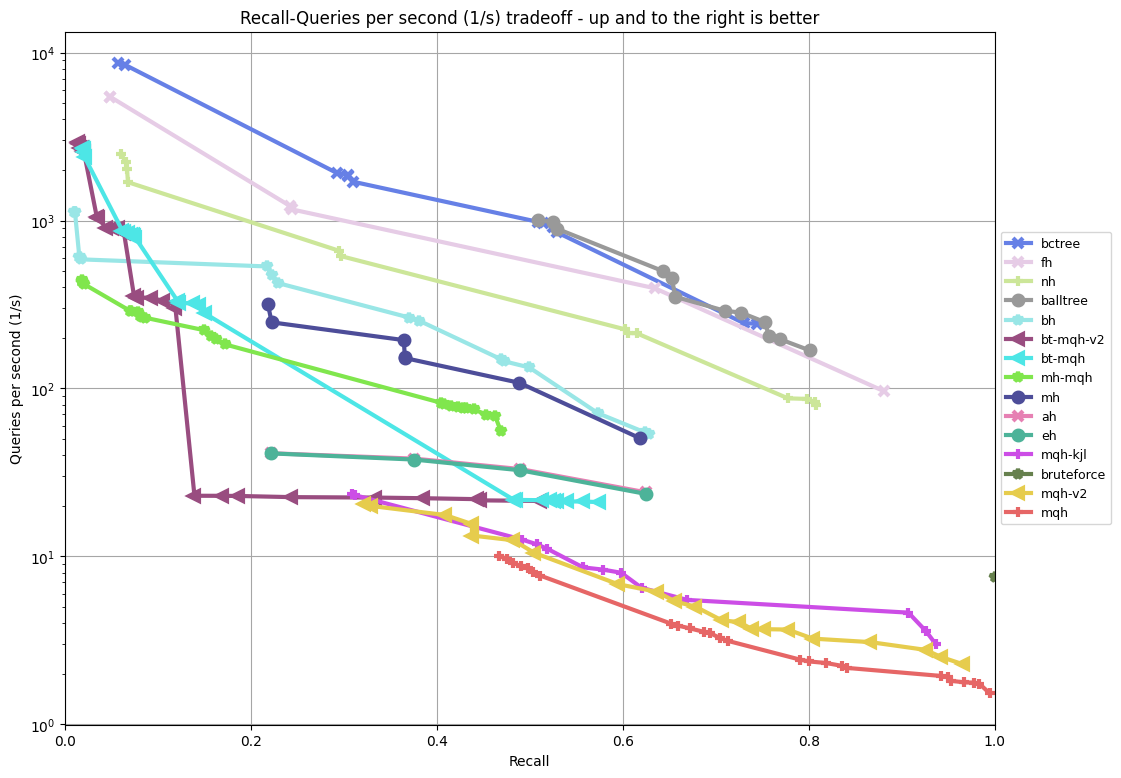 Recall-Queries per second (1/s) tradeoff - up and to the right is better
Queries per second (1/s)
10^4
10^3
10^2
10^1
10^0
0.0 0.2 0.4 0.6 0.8 1.0
Recall
bctree
fh
nh
balltree
bh
bt-mqh-v2
bt-mqh
mh-mqh
mh
ah
eh
mqh-kjl
bruteforce
mqh-v2
mqh